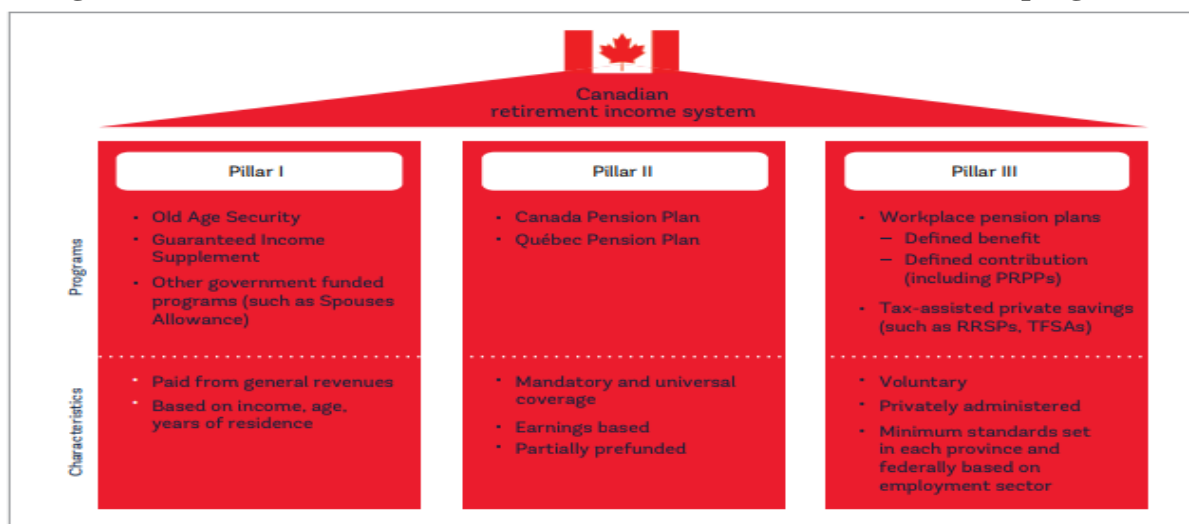 Canadian
retirement income system
Pillar I
Pillar II
Pillar III
Programs
• Old Age Security
• Guaranteed Income
Supplement
• Other government funded
programs (such as Spouses
Allowance)
• Canada Pension Plan
• Québec Pension Plan
• Workplace pension plans
– Defined benefit
– Defined contribution
(including PRPPs)
• Tax-assisted private savings
(such as RRSPs, TFSAs)
Characteristics
• Paid from general revenues
• Based on income, age,
years of residence
• Mandatory and universal
coverage
• Earnings based
• Partially prefunded
• Voluntary
• Privately administered
• Minimum standards set
in each province and
federally based on
employment sector